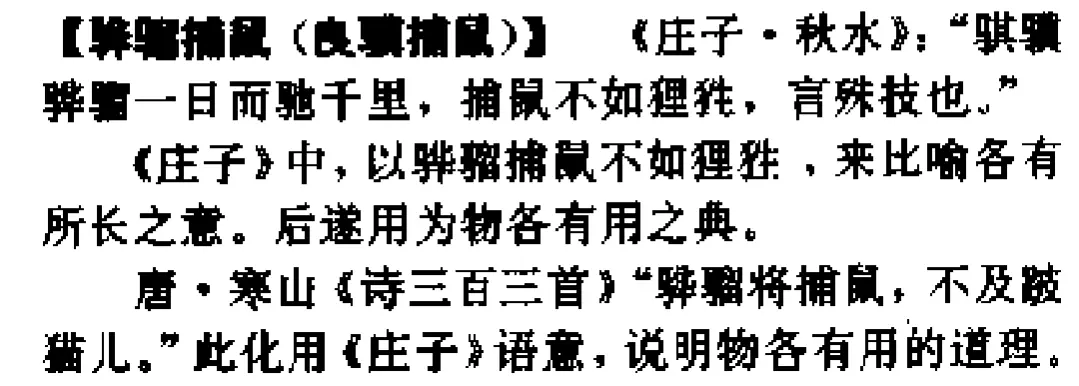 【骅骝捕鼠（良骥捕鼠）】　《庄子·秋水》：“骐骥
骅骝一日而驰千里，捕鼠不如狸狌，言殊技也。”
《庄子》中，以骅骝捕鼠不如狸狌，来比喻各有
所长之意。后遂用为物各有用之典。
唐·寒山《诗三百三首》“骅骝将捕鼠，不及跛
猫儿。”此化用《庄子》语意，说明物各有用的道理。